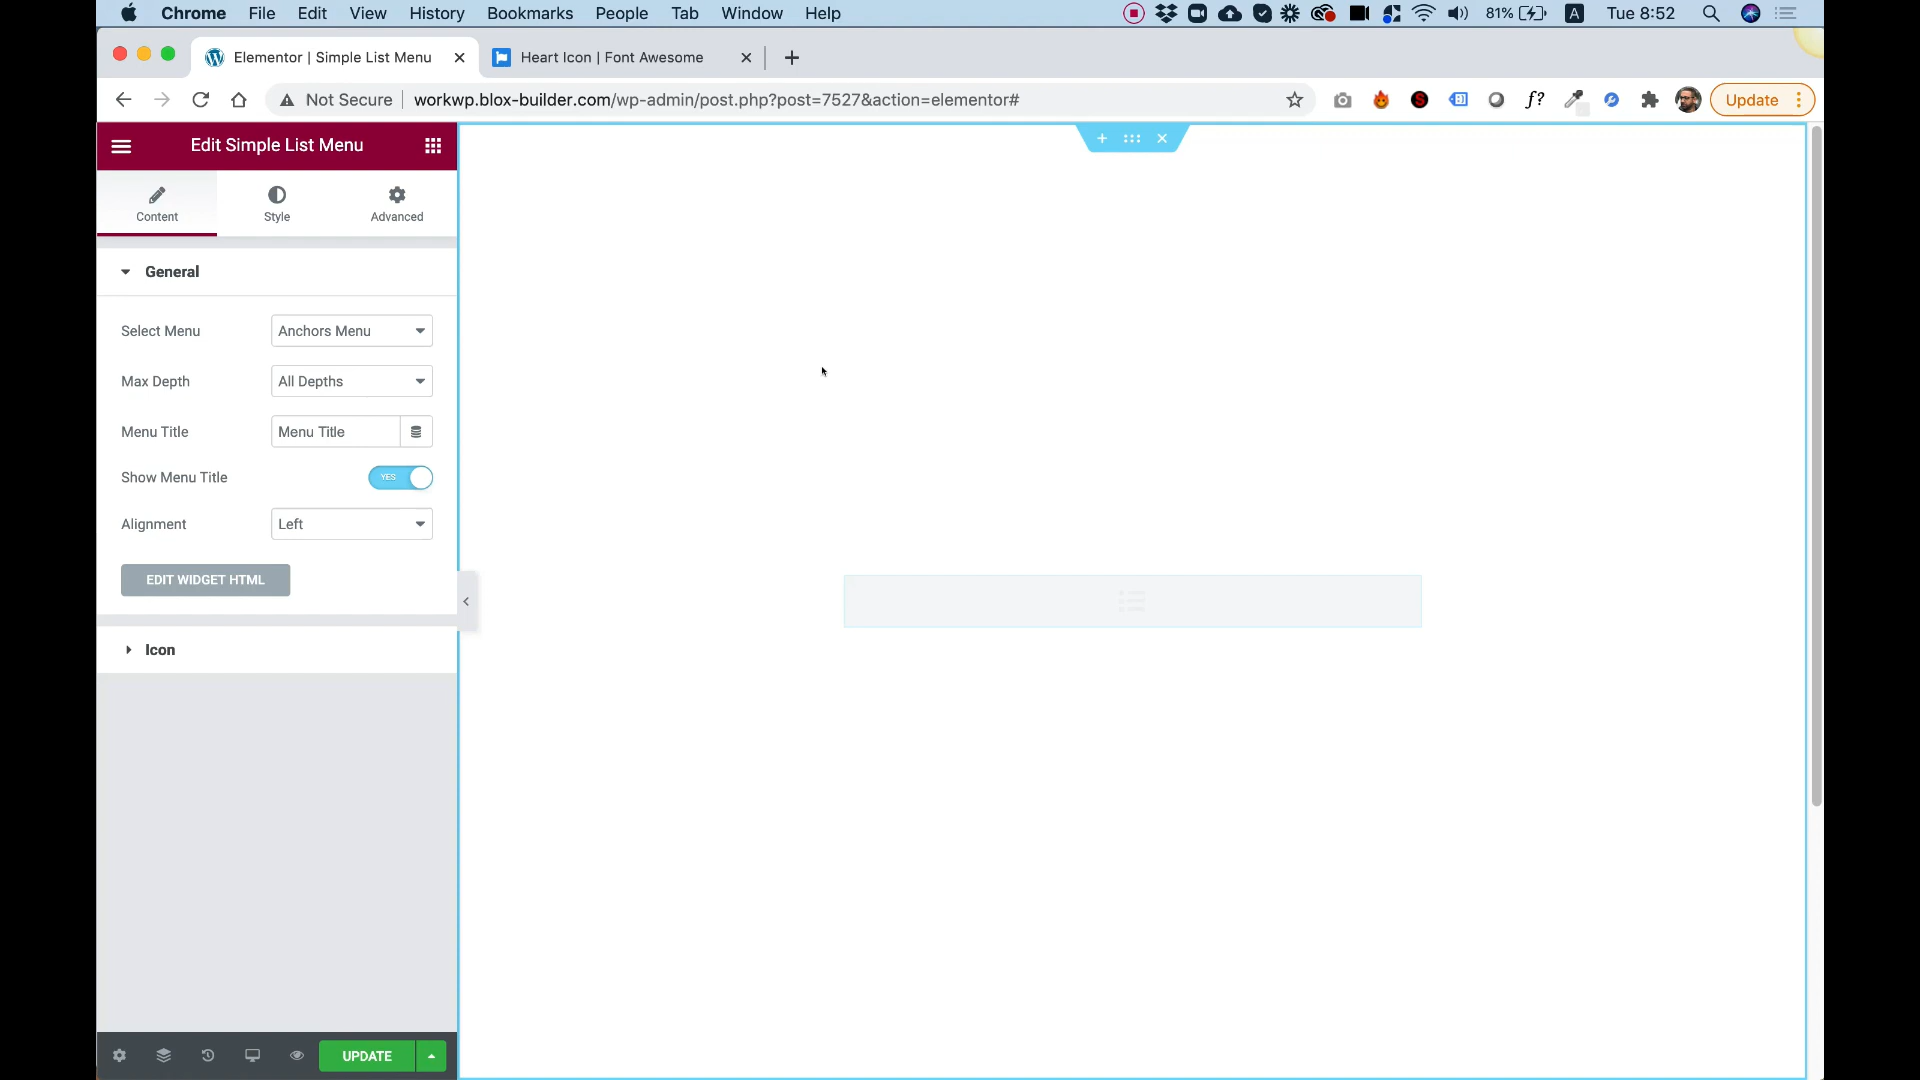 Chrome File Edit View History Bookmarks People Tab Window Help 81% A Tue 8:52
Elementor | Simple List Menu Heart Icon | Font Awesome
Not Secure workwp.blox-builder.com/wp-admin/post.php?post=7527&action=elementor# S f? Update
Edit Simple List Menu
Content Style Advanced
General
Select Menu Anchors Menu
Max Depth All Depths
Menu Title Menu Title
Show Menu Title YES
Alignment Left
EDIT WIDGET HTML
Icon
UPDATE